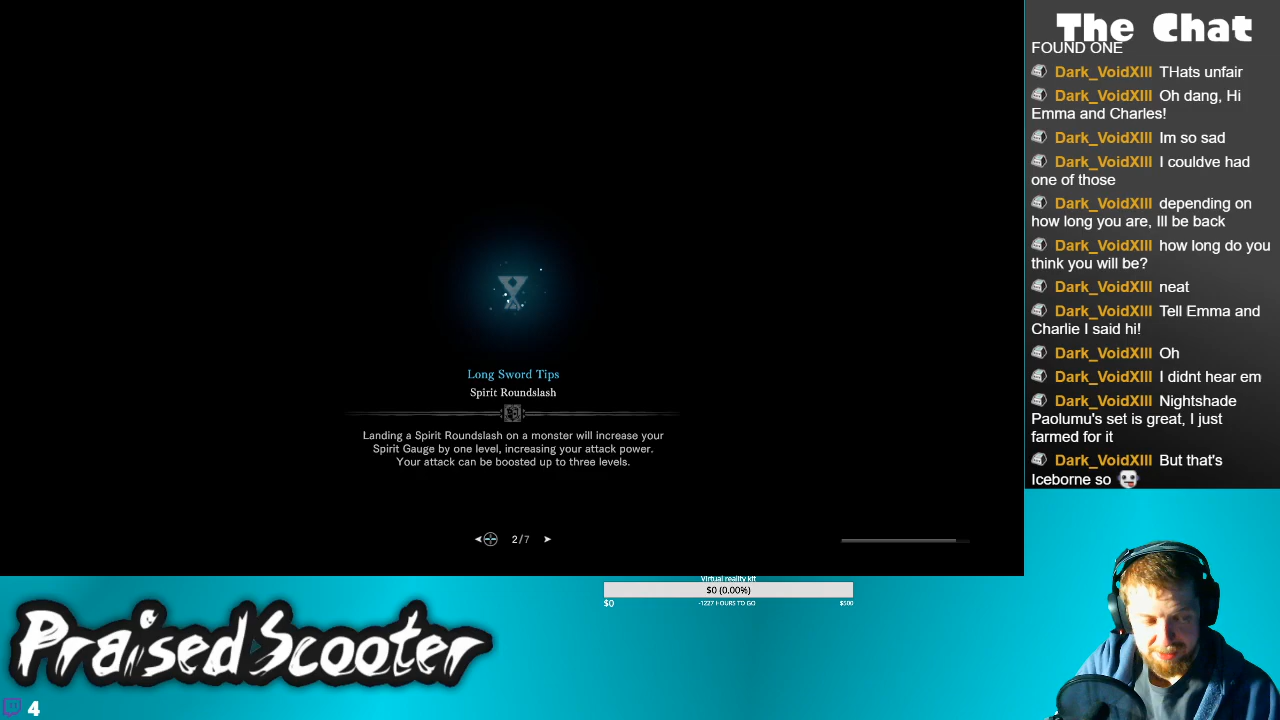 The Chat
FOUND ONE
Dark_VoidXIII THats unfair
Dark_VoidXIII Oh dang, Hi
Emma and Charles!
Dark_VoidXIII Im so sad
Dark_VoidXIII I couldve had
one of those
Dark_VoidXIII depending on
how long you are, Ill be back
Dark_VoidXIII how long do you
think you will be?
Dark_VoidXIII neat
Dark_VoidXIII Tell Emma and
Charlie I said hi!
Dark_VoidXIII Oh
Dark_VoidXIII I didnt hear em
Dark_VoidXIII Nightshade
Paolumu's set is great, I just
farmed for it
Dark_VoidXIII But that's
Iceborne so
Long Sword Tips
Spirit Roundslash
Landing a Spirit Roundslash on a monster will increase your
Spirit Gauge by one level, increasing your attack power.
Your attack can be boosted up to three levels.
2/7
Virtual reality kit
$0 (0.00%)
$0 -1227 HOURS TO GO $500
PraisedScooter
4